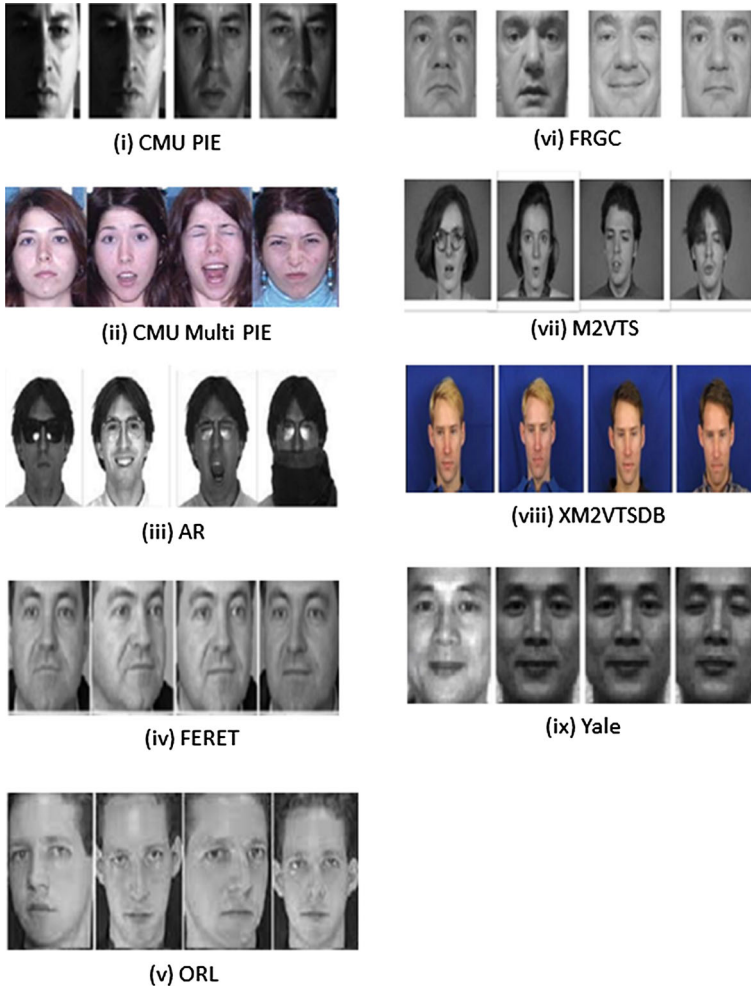 (i) CMU PIE
(ii) CMU Multi PIE
(iii) AR
(iv) FERET
(v) ORL
(vi) FRGC
(vii) M2VTS
(viii) XM2VTSDB
(ix) Yale